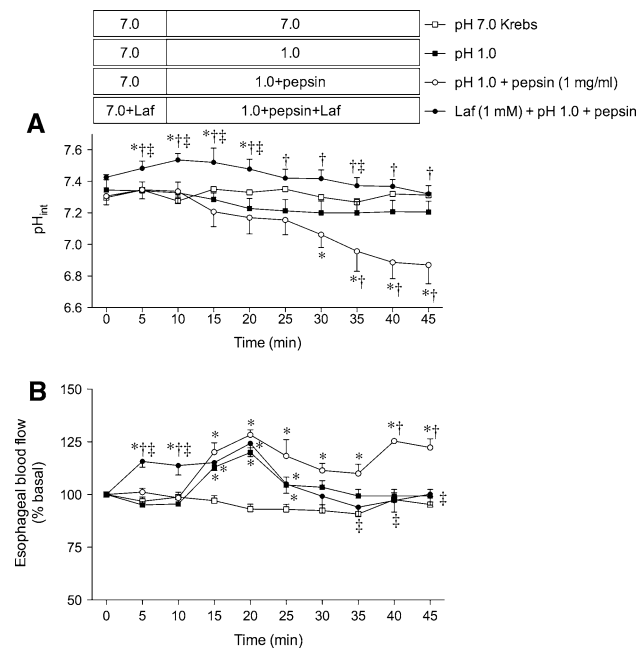 7.0 7.0 pH 7.0 Krebs
7.0 1.0 pH 1.0
7.0 1.0+pepsin pH 1.0 + pepsin (1 mg/ml)
7.0+Laf 1.0+pepsin+Laf Laf (1 mM) + pH 1.0 + pepsin
A
*†‡ *†‡ *†‡ *†‡ † † †‡ † †
7.6
7.4
7.2
7.0
6.8
6.6
pHint
* *† *† *†
0 5 10 15 20 25 30 35 40 45
Time (min)
B
150
125
100
75
50
Esophageal blood flow
(% basal)
*†‡ *†‡ * * * * * *† *†
* * * *
* *
‡ ‡ ‡
0 5 10 15 20 25 30 35 40 45
Time (min)